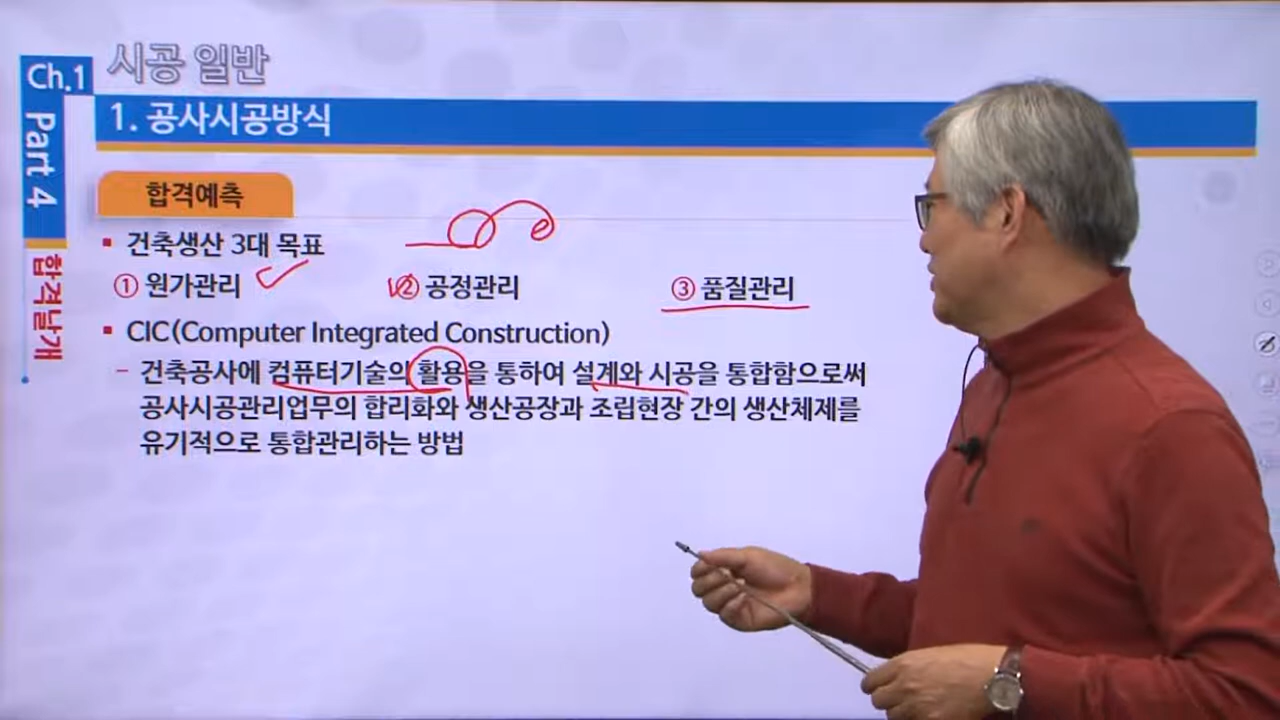 시공 일반
Ch.1
Part 4
합격날개
1. 공사시공방식
합격예측
▪ 건축생산 3대 목표
① 원가관리 ② 공정관리 ③ 품질관리
▪ CIC(Computer Integrated Construction)
– 건축공사에 컴퓨터기술의 활용을 통하여 설계와 시공을 통합함으로써
공사시공관리업무의 합리화와 생산공장과 조립현장 간의 생산체제를
유기적으로 통합관리하는 방법